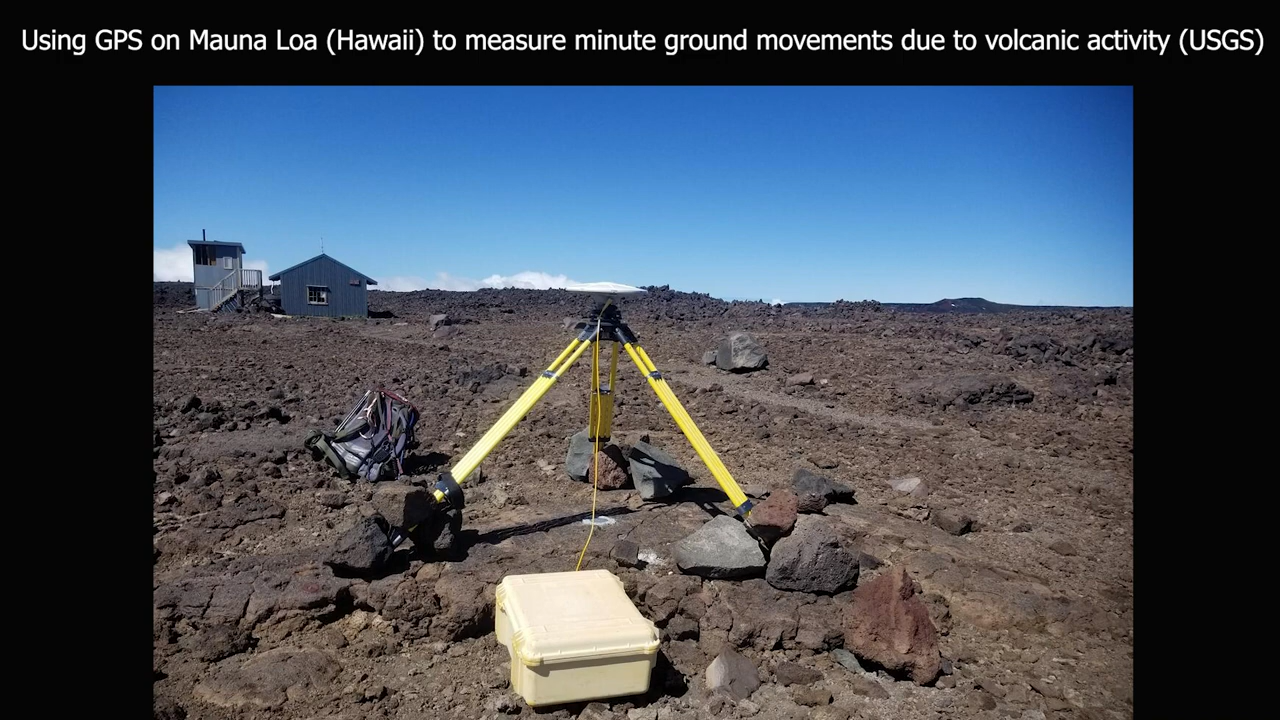 Using GPS on Mauna Loa (Hawaii) to measure minute ground movements due to volcanic activity (USGS)